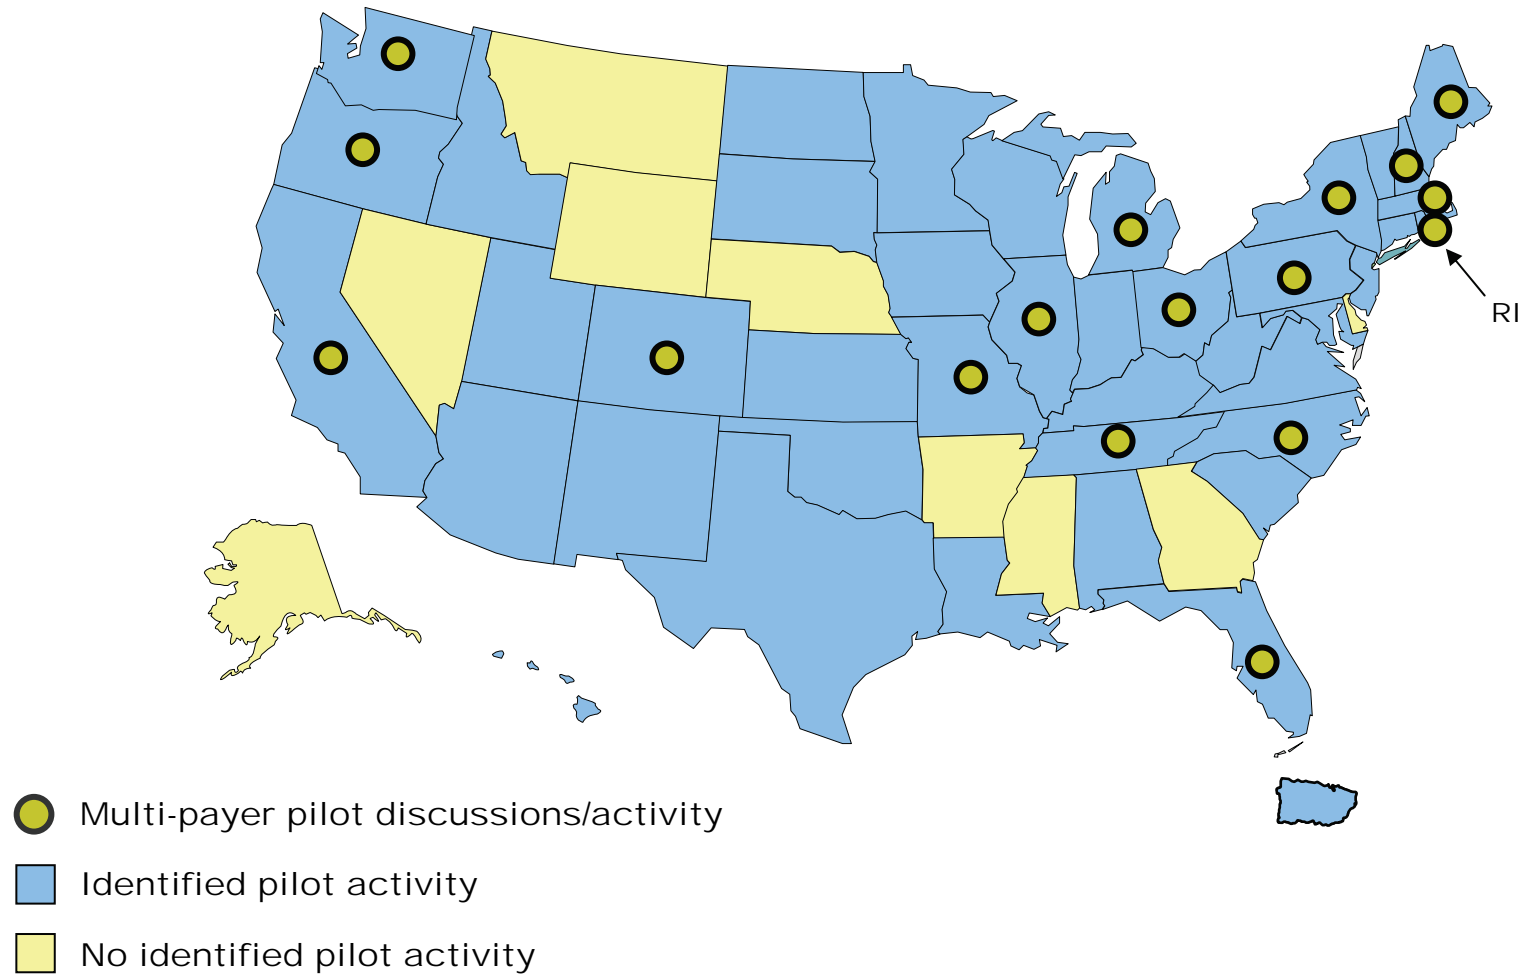 RI
Multi-payer pilot discussions/activity
Identified pilot activity
No identified pilot activity